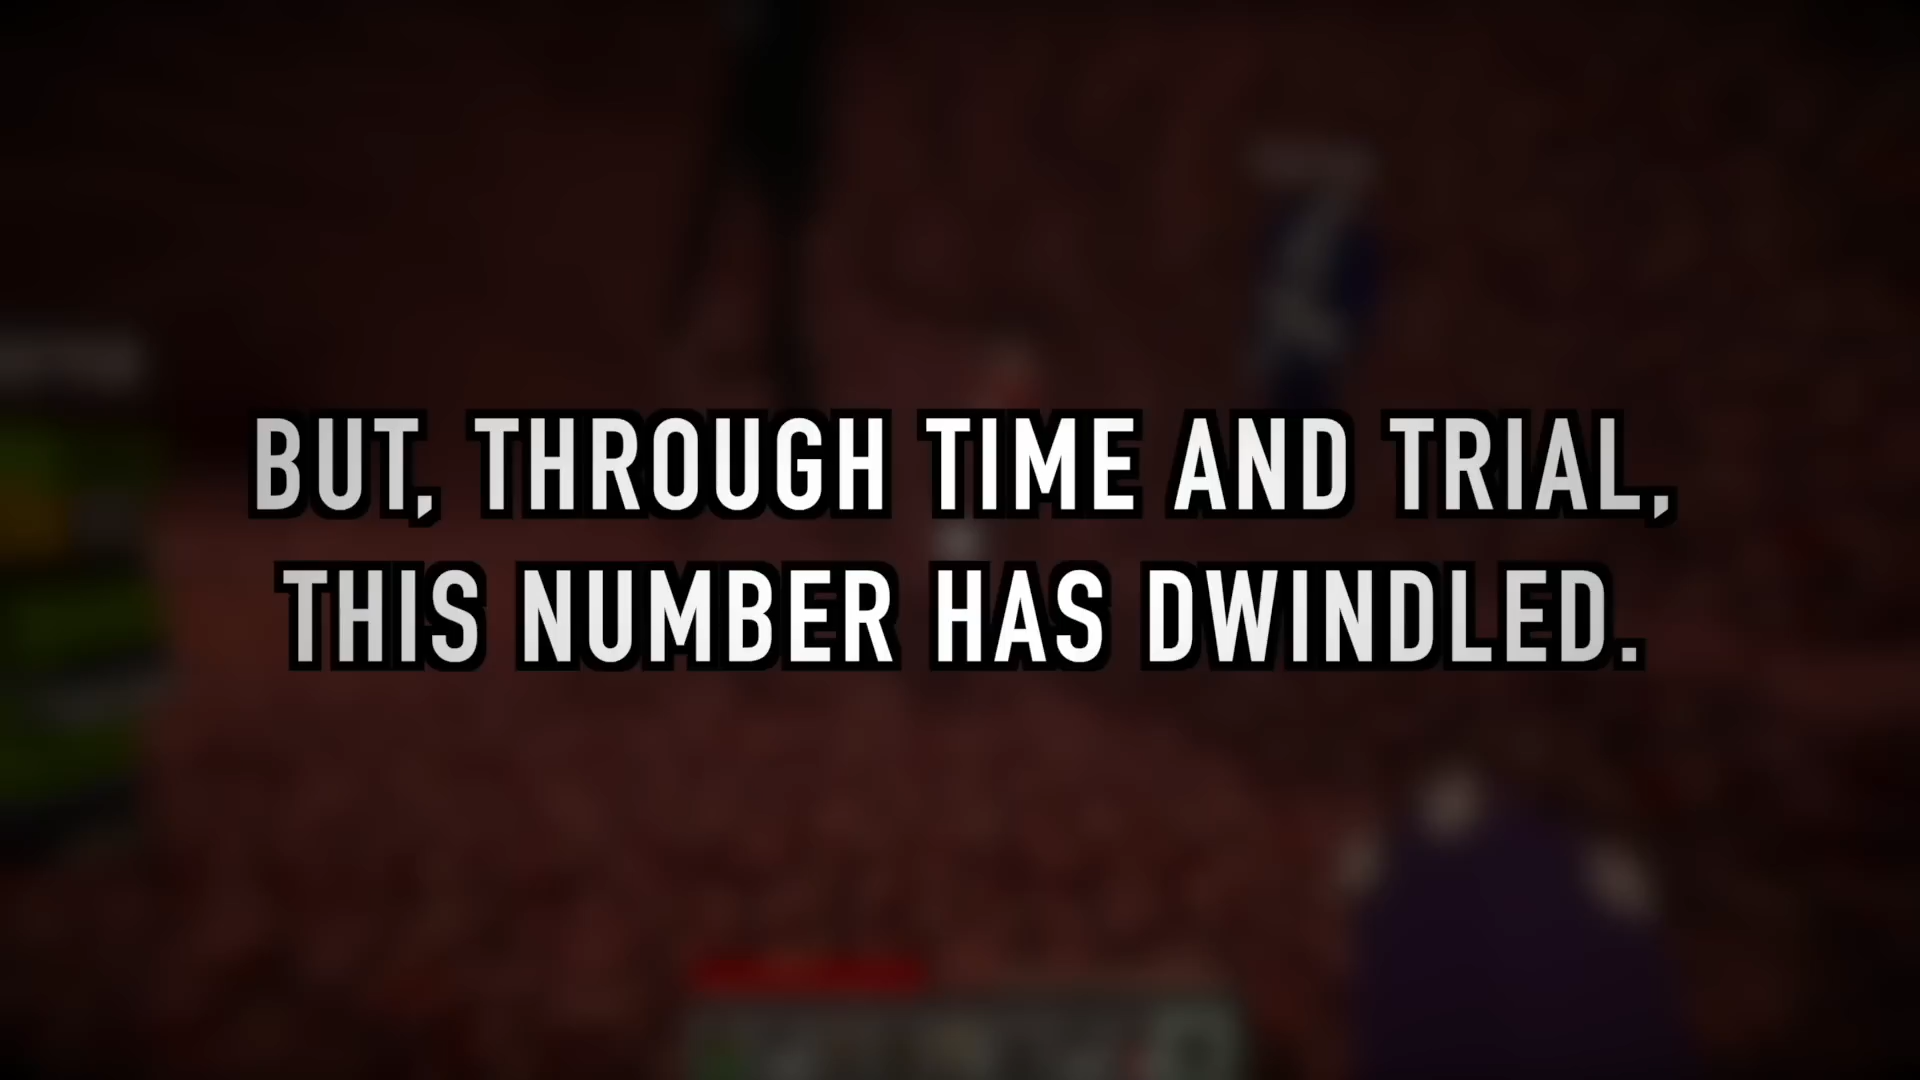 BUT, THROUGH TIME AND TRIAL,
THIS NUMBER HAS DWINDLED.